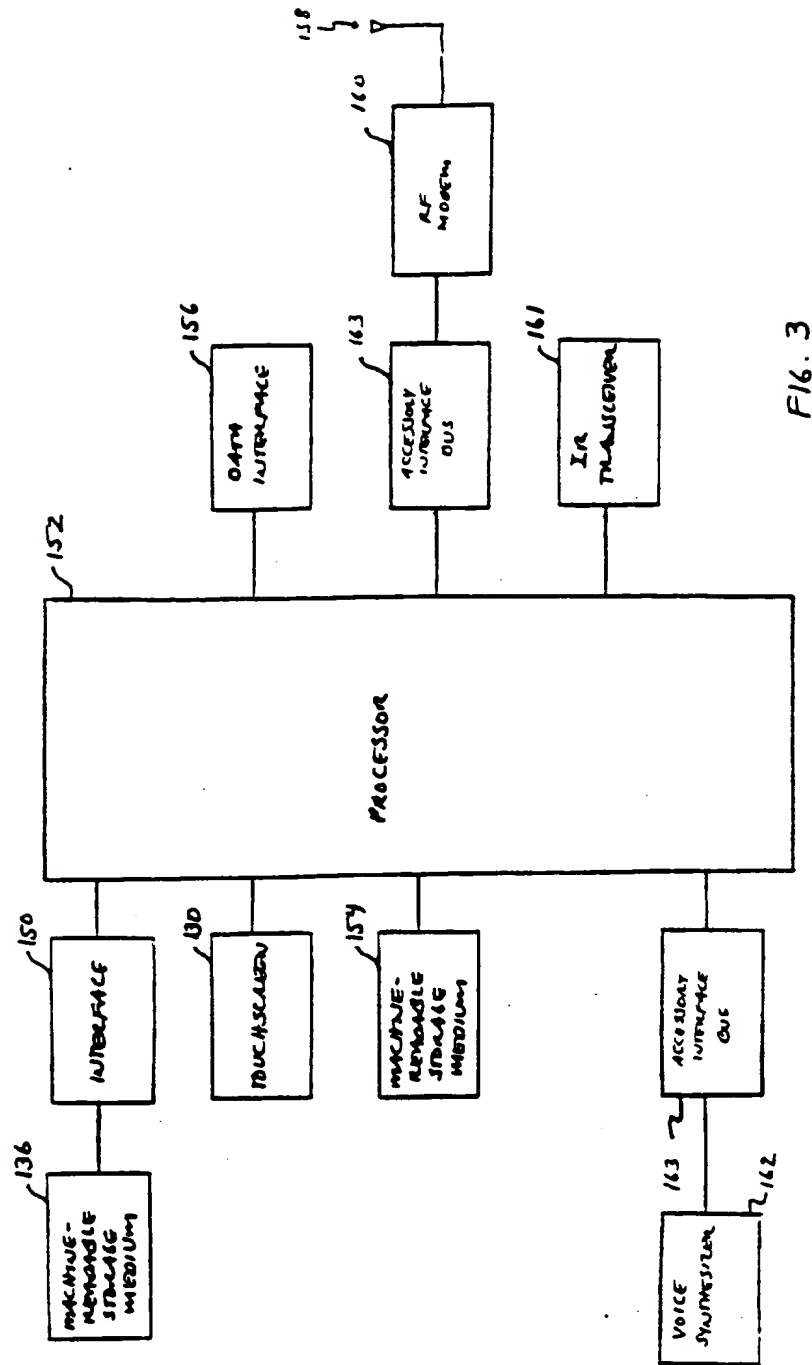 136
MACHINE-
READABLE
STORAGE
MEDIUM
150
INTERFACE
130
TOUCHSCREEN
154
MACHINE-
READABLE
STORAGE
MEDIUM
152
PROCESSOR
156
DATA
INTERFACE
163
ACCESSORY
INTERFACE
BUS
160
RF
MODEM
158
161
IR
TRANSCEIVER
163
ACCESSORY
INTERFACE
BUS
162
VOICE
SYNTHESIZER
FIG. 3